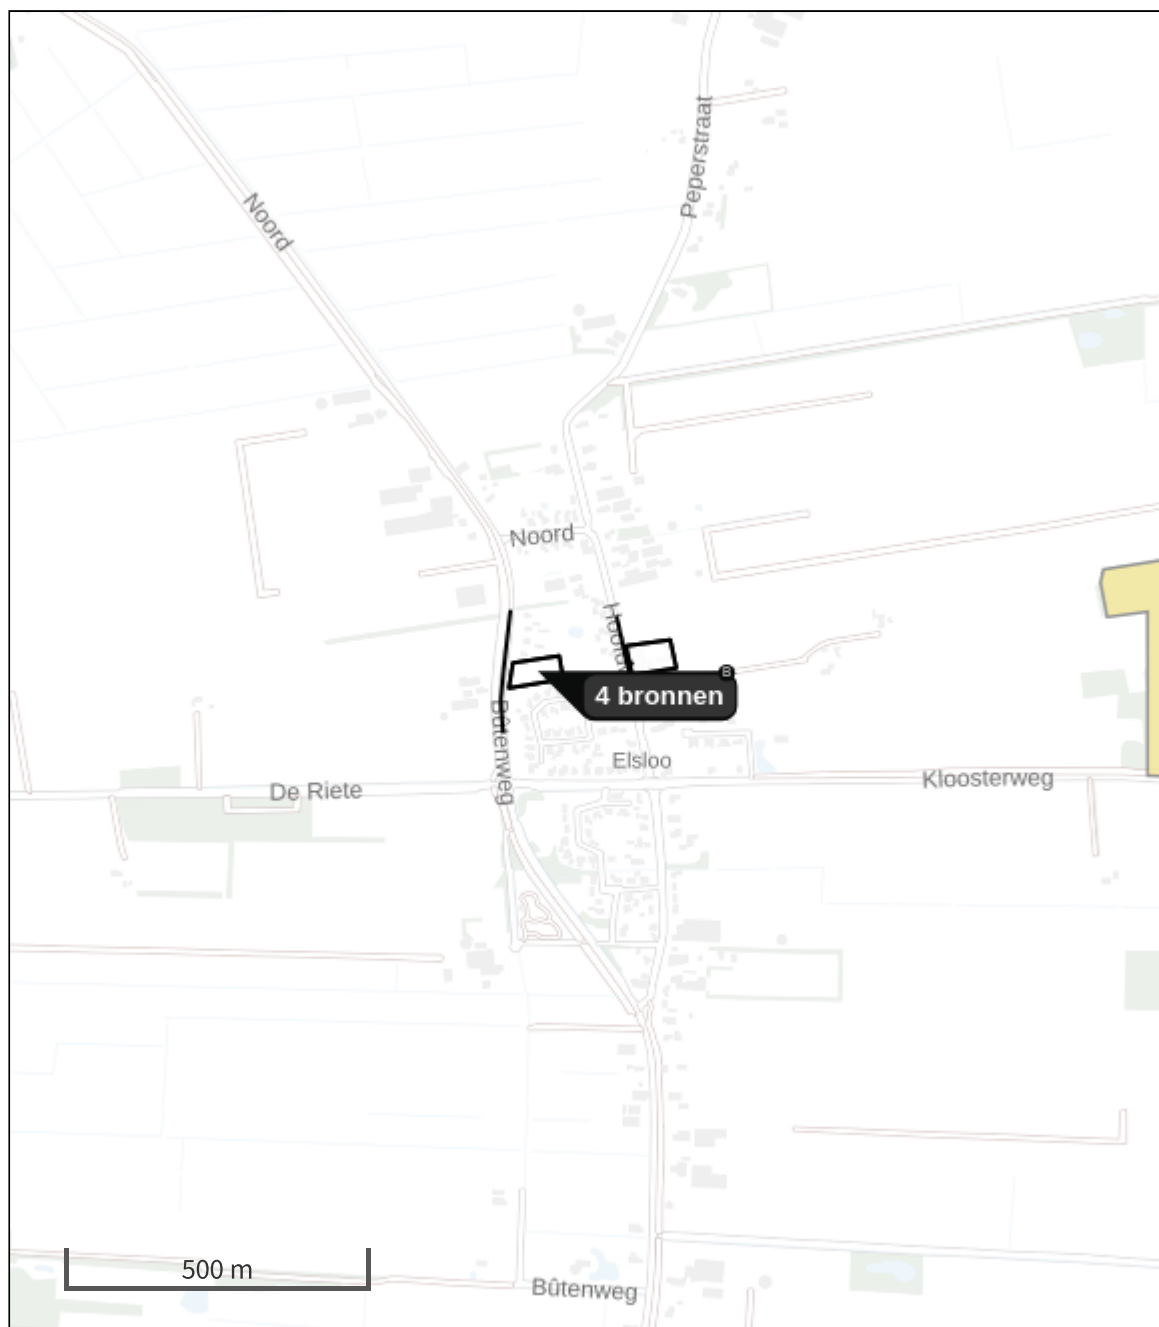 Peperstraat
Noord
Noord
B
4 bronnen
Bûtenweg
Elsloo
De Riete
Kloosterweg
500 m
Bûtenweg